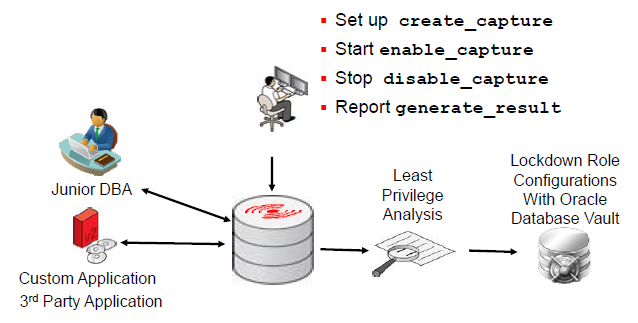 Set up create_capture
Start enable_capture
Stop disable_capture
Report generate_result
Junior DBA
Custom Application
3rd Party Application
Least
Privilege
Analysis
Lockdown Role
Configurations
With Oracle
Database Vault